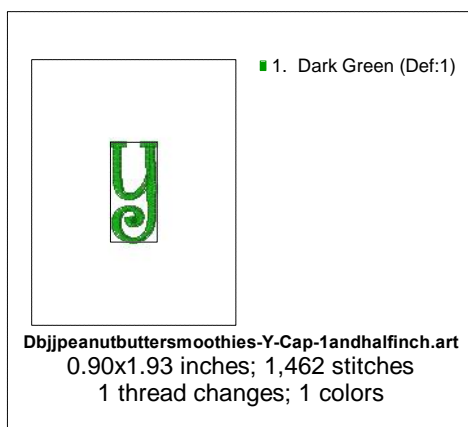 1. Dark Green (Def:1)
y
Dbjjpeanutbuttersmoothies-Y-Cap-1andhalfinch.art
0.90x1.93 inches; 1,462 stitches
1 thread changes; 1 colors